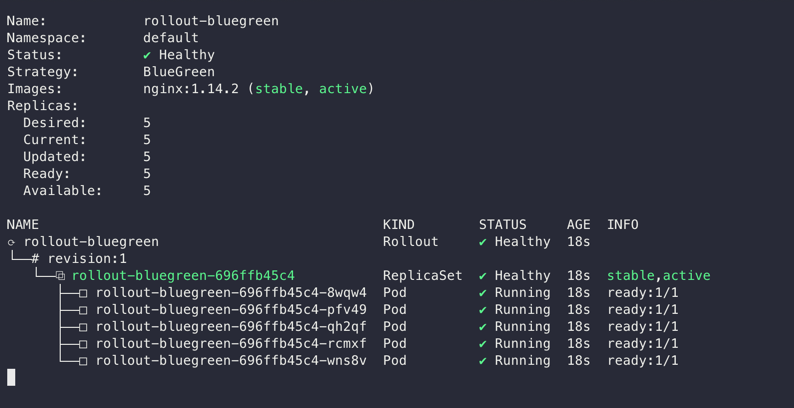 Name:            rollout-bluegreen
Namespace:       default
Status:          ✔ Healthy
Strategy:        BlueGreen
Images:          nginx:1.14.2 (stable, active)
Replicas:
  Desired:       5
  Current:       5
  Updated:       5
  Ready:         5
  Available:     5

NAME                                           KIND        STATUS     AGE  INFO
⟳ rollout-bluegreen                            Rollout     ✔ Healthy  18s
└──# revision:1
   └──⧉ rollout-bluegreen-696ffb45c4           ReplicaSet  ✔ Healthy  18s  stable,active
      ├──□ rollout-bluegreen-696ffb45c4-8wqw4  Pod         ✔ Running  18s  ready:1/1
      ├──□ rollout-bluegreen-696ffb45c4-pfv49  Pod         ✔ Running  18s  ready:1/1
      ├──□ rollout-bluegreen-696ffb45c4-qh2qf  Pod         ✔ Running  18s  ready:1/1
      ├──□ rollout-bluegreen-696ffb45c4-rcmxf  Pod         ✔ Running  18s  ready:1/1
      └──□ rollout-bluegreen-696ffb45c4-wns8v  Pod         ✔ Running  18s  ready:1/1